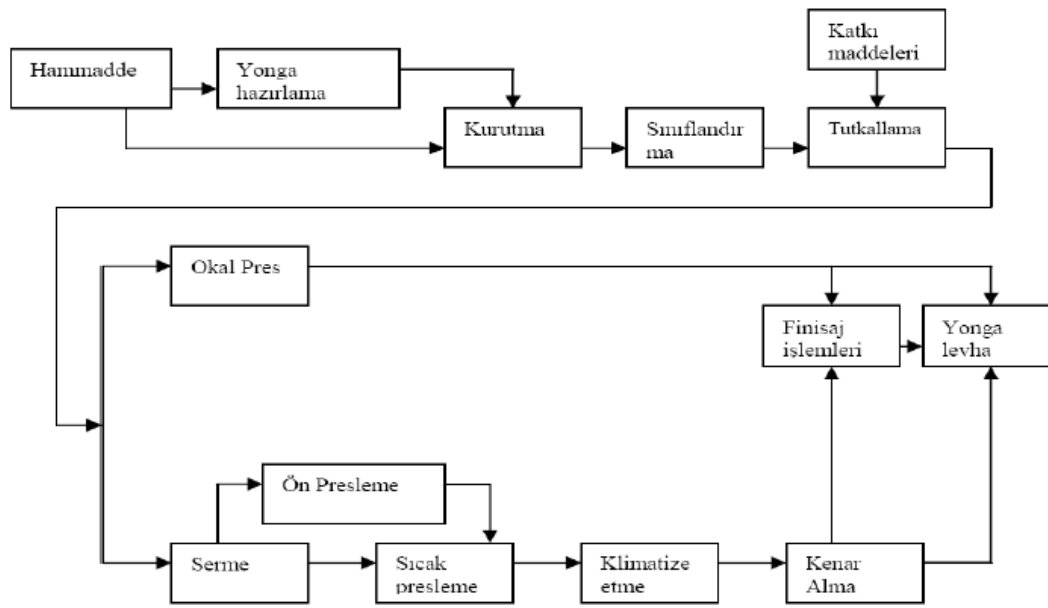 Hammadde
Yonga
hazırlama
Katkı
maddeleri
Kurutma
Sınıflandır
ma
Tutkallama
Okal Pres
Finisaj
işlemleri
Yonga
levha
Ön Presleme
Serme
Sıcak
presleme
Klimatize
etme
Kenar
Alma